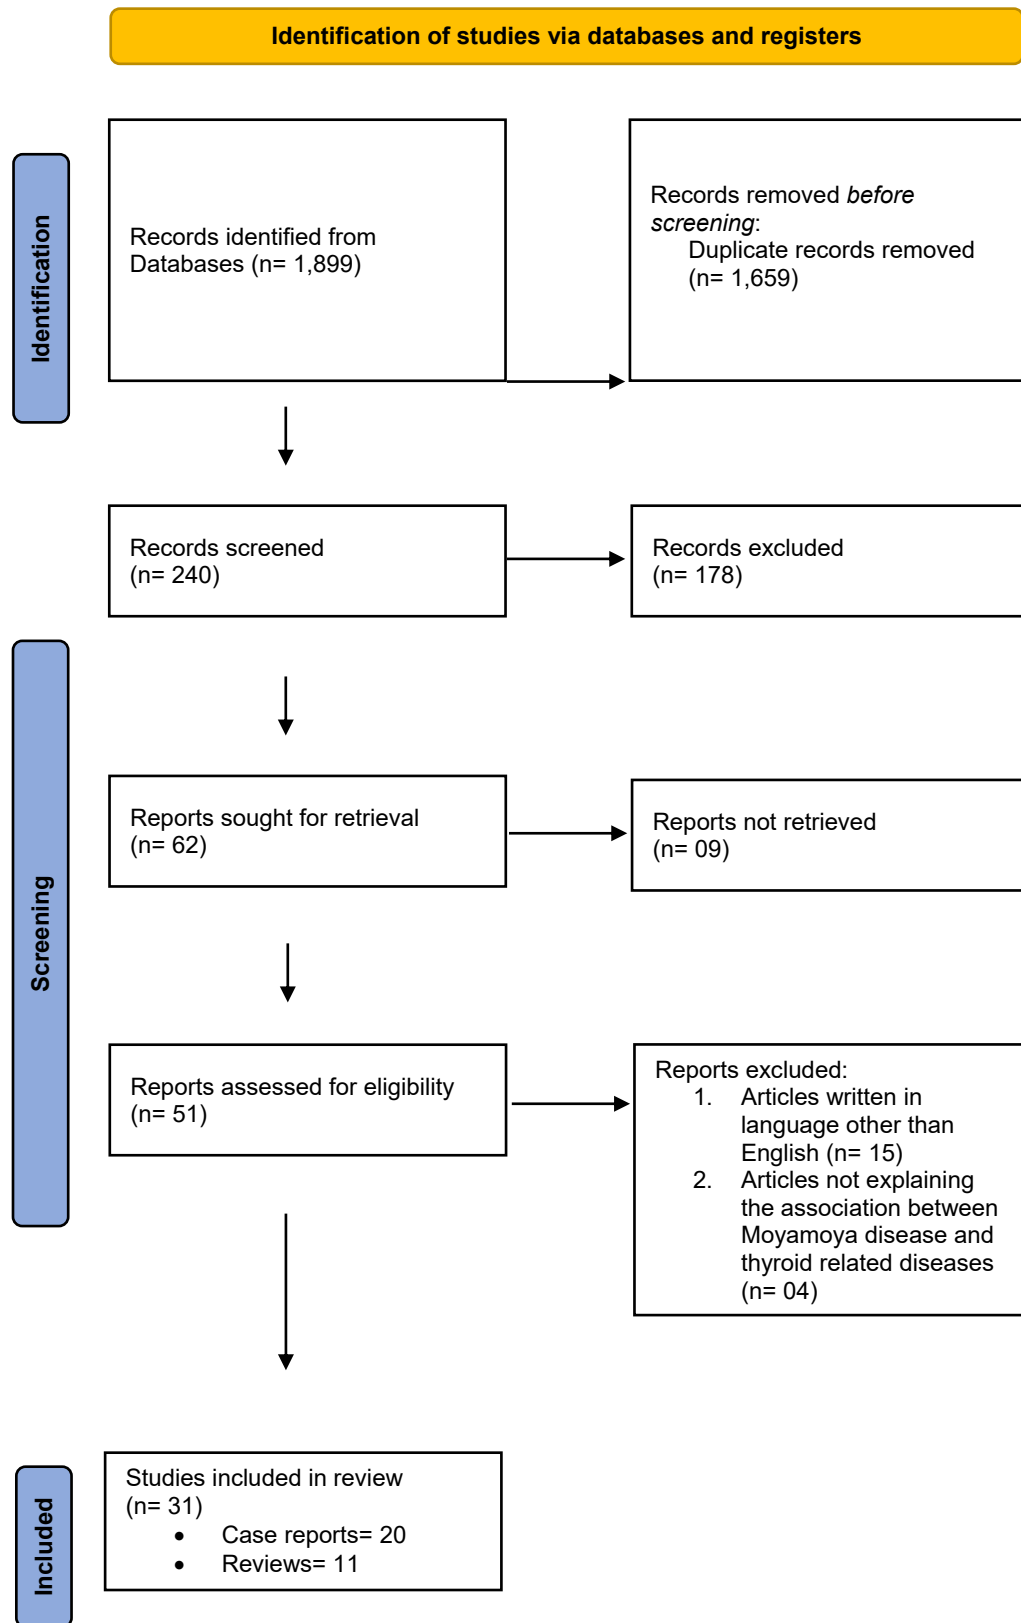 Identification of studies via databases and registers
Identification
Records identified from
Databases (n= 1,899)
Records removed before
screening:
Duplicate records removed
(n= 1,659)
Records screened
(n= 240)
Records excluded
(n= 178)
Screening
Reports sought for retrieval
(n= 62)
Reports not retrieved
(n= 09)
Reports assessed for eligibility
(n= 51)
Reports excluded:
1. Articles written in
language other than
English (n= 15)
2. Articles not explaining
the association between
Moyamoya disease and
thyroid related diseases
(n= 04)
Included
Studies included in review
(n= 31)
• Case reports= 20
• Reviews= 11